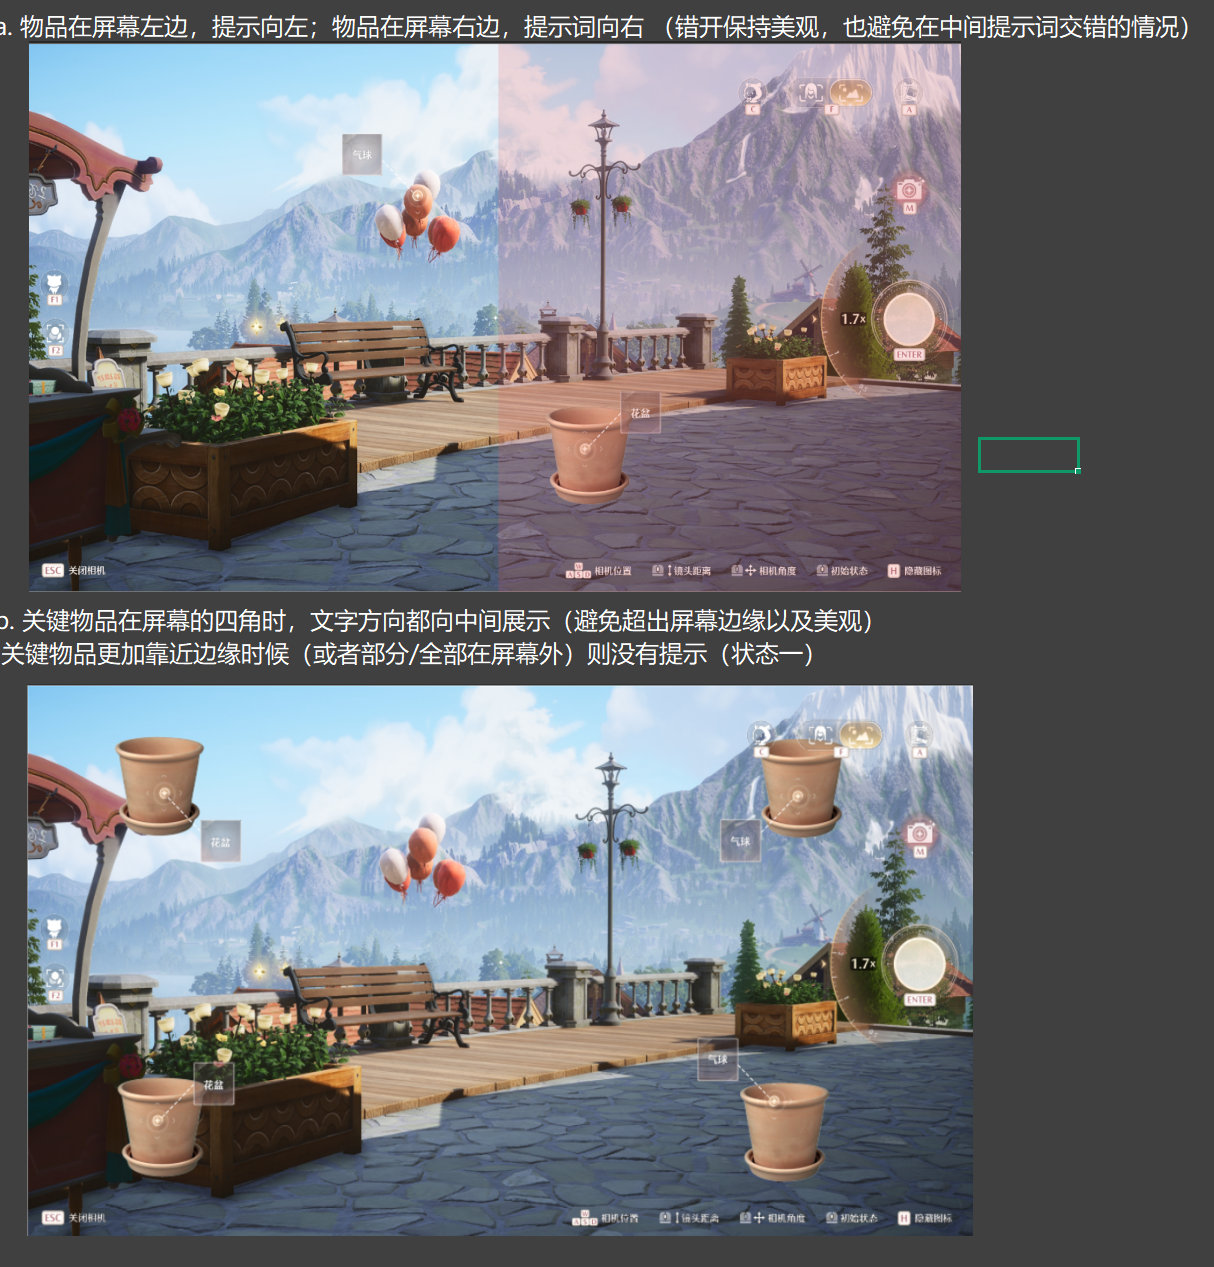 a. 物品在屏幕左边，提示向左；物品在屏幕右边，提示词向右 （错开保持美观，也避免在中间提示词交错的情况）
C
F
A
气球
M
F1
1.7x
F2
ENTER
花盆
ESC 关闭相机
W
A S D 相机位置
镜头距离
相机角度
初始状态
H 隐藏图标
b. 关键物品在屏幕的四角时，文字方向都向中间展示（避免超出屏幕边缘以及美观）
关键物品更加靠近边缘时候（或者部分/全部在屏幕外）则没有提示（状态一）
C
F
A
花盆
气球
M
F1
1.7x
F2
ENTER
气球
花盆
ESC 关闭相机
W
A S D 相机位置
镜头距离
相机角度
初始状态
H 隐藏图标